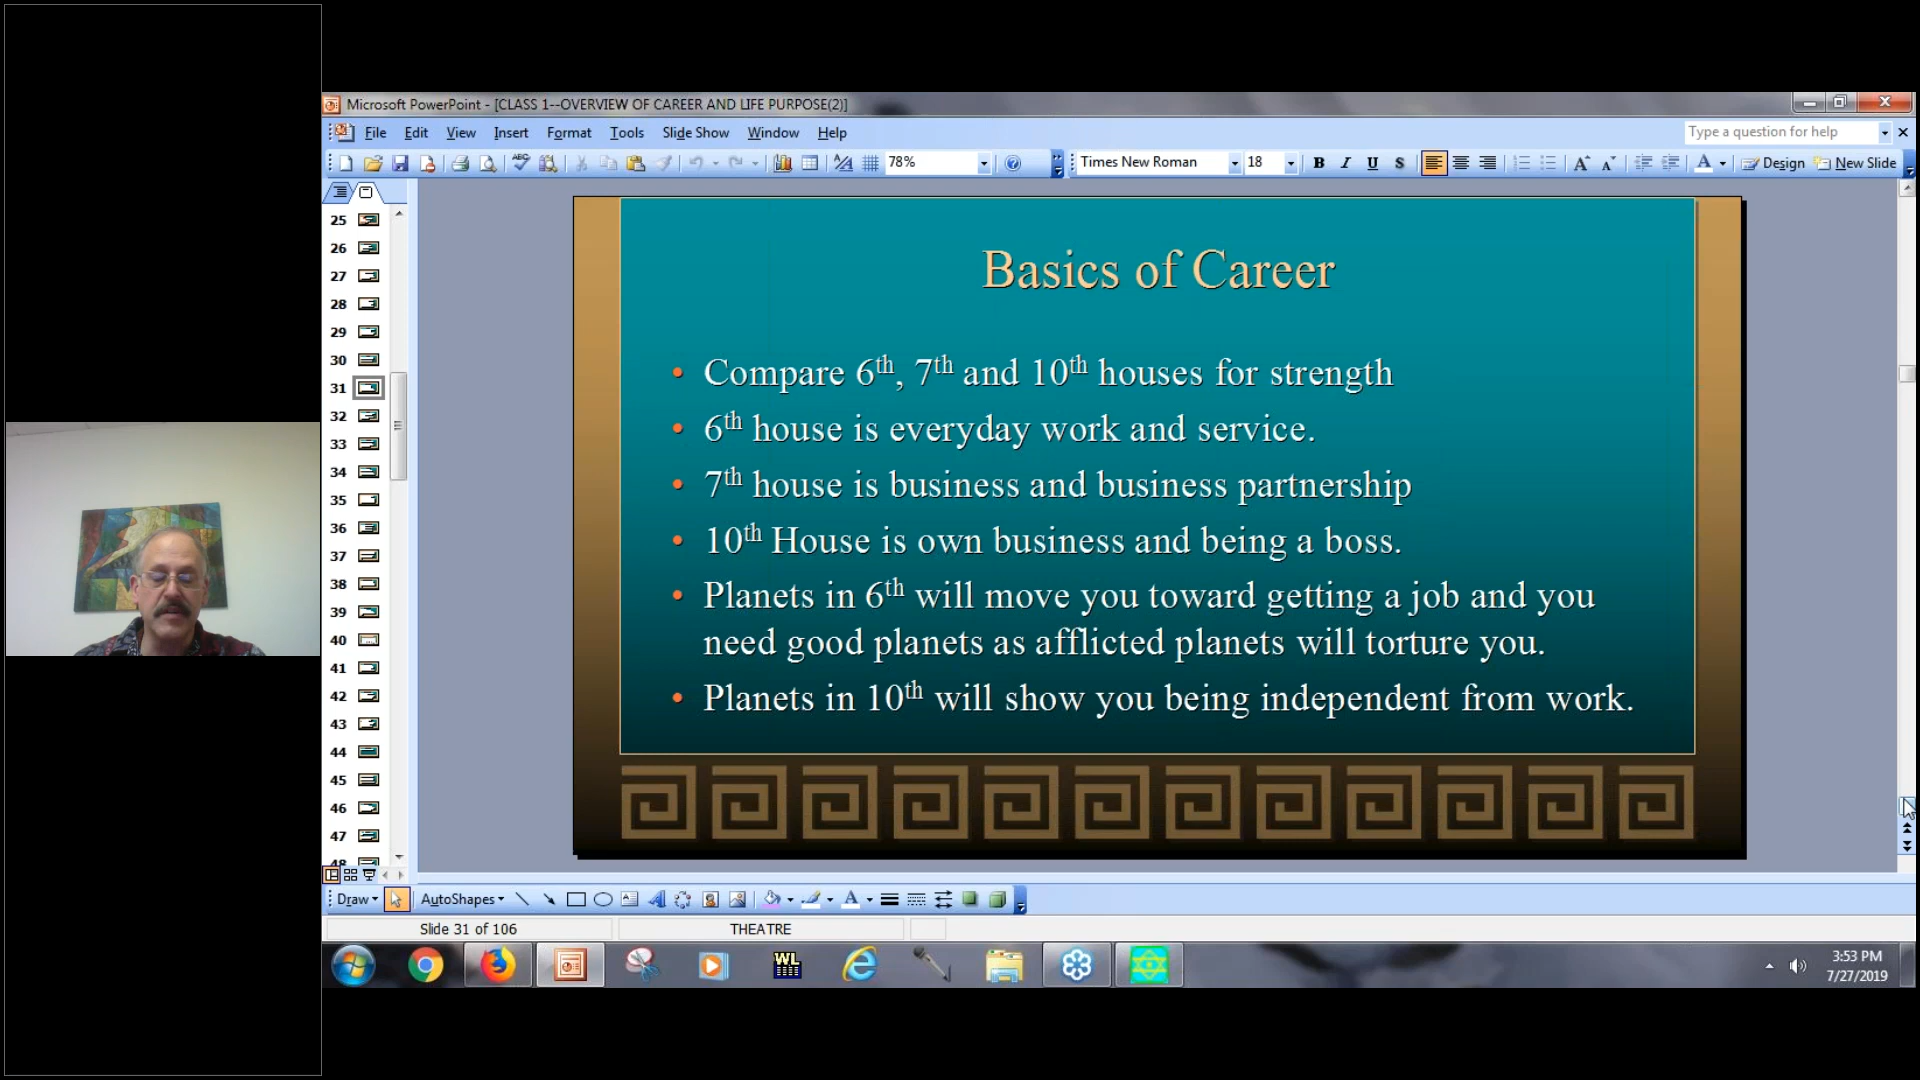 Microsoft PowerPoint - [CLASS 1--OVERVIEW OF CAREER AND LIFE PURPOSE(2)]
File Edit View Insert Format Tools Slide Show Window Help
Type a question for help
78%
Times New Roman
18
B I U S
Design
New Slide
25
26
27
28
29
30
31
32
33
34
35
36
37
38
39
40
41
42
43
44
45
46
47
48
Basics of Career
• Compare 6th, 7th and 10th houses for strength
• 6th house is everyday work and service.
• 7th house is business and business partnership
• 10th House is own business and being a boss.
• Planets in 6th will move you toward getting a job and you
need good planets as afflicted planets will torture you.
• Planets in 10th will show you being independent from work.
Draw AutoShapes
Slide 31 of 106
THEATRE
WL
3:53 PM
7/27/2019